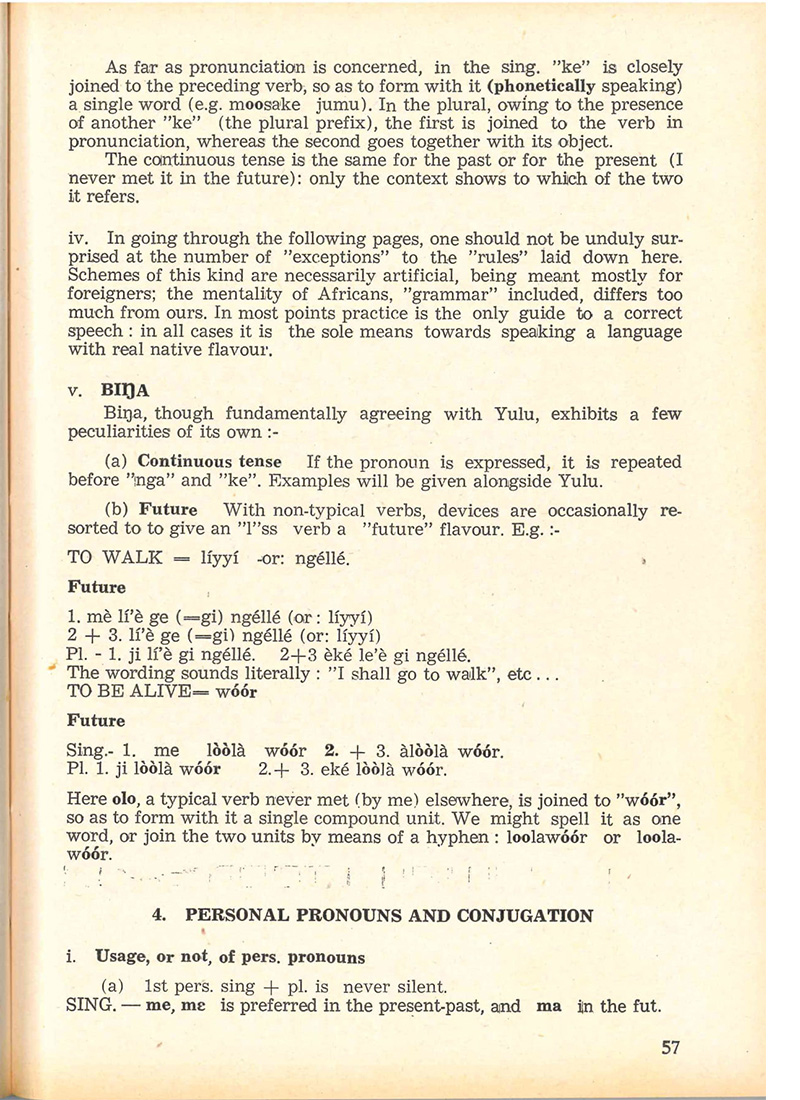 As far as pronunciation is concerned, in the sing. ”ke” is closely
joined to the preceding verb, so as to form with it (phonetically speaking)
a single word (e.g. moosake jumu). In the plural, owing to the presence
of another ”ke” (the plural prefix), the first is joined to the verb in
pronunciation, whereas the second goes together with its object.
The continuous tense is the same for the past or for the present (I
never met it in the future): only the context shows to which of the two
it refers.
iv. In going through the following pages, one should not be unduly sur-
prised at the number of ”exceptions” to the ”rules” laid down here.
Schemes of this kind are necessarily artificial, being meant mostly for
foreigners; the mentality of Africans, ”grammar” included, differs too
much from ours. In most points practice is the only guide to a correct
speech : in all cases it is the sole means towards speaking a language
with real native flavour.
v. BIŊA
Biŋa, though fundamentally agreeing with Yulu, exhibits a few
peculiarities of its own :-
(a) Continuous tense If the pronoun is expressed, it is repeated
before ”nga” and ”ke”. Examples will be given alongside Yulu.
(b) Future With non-typical verbs, devices are occasionally re-
sorted to to give an ”l”ss verb a ”future” flavour. E.g. :-
TO WALK = líyyí -or: ngéllé.
Future
1. mè lí’è ge (=gi) ngéllé (or : líyyí)
2 + 3. lí’è ge (=gi) ngéllé (or: líyyí)
Pl. - 1. ji lí’è gi ngéllé. 2+3 èké le’è gi ngéllé.
The wording sounds literally : ”I shall go to walk”, etc . . .
TO BE ALIVE= wóór
Future
Sing.- 1. me lòòlà wóór 2. + 3. àlòòlà wóór.
Pl. 1. ji lòòlà wóór 2.+ 3. eké lòòlà wóór.
Here olo, a typical verb never met (by me) elsewhere, is joined to ”wóór”,
so as to form with it a single compound unit. We might spell it as one
word, or join the two units by means of a hyphen : loolawóór or loola-
wóór.
4. PERSONAL PRONOUNS AND CONJUGATION
i. Usage, or not, of pers. pronouns
(a) 1st pers. sing + pl. is never silent.
SING. — me, mɛ is preferred in the present-past, and ma in the fut.
57